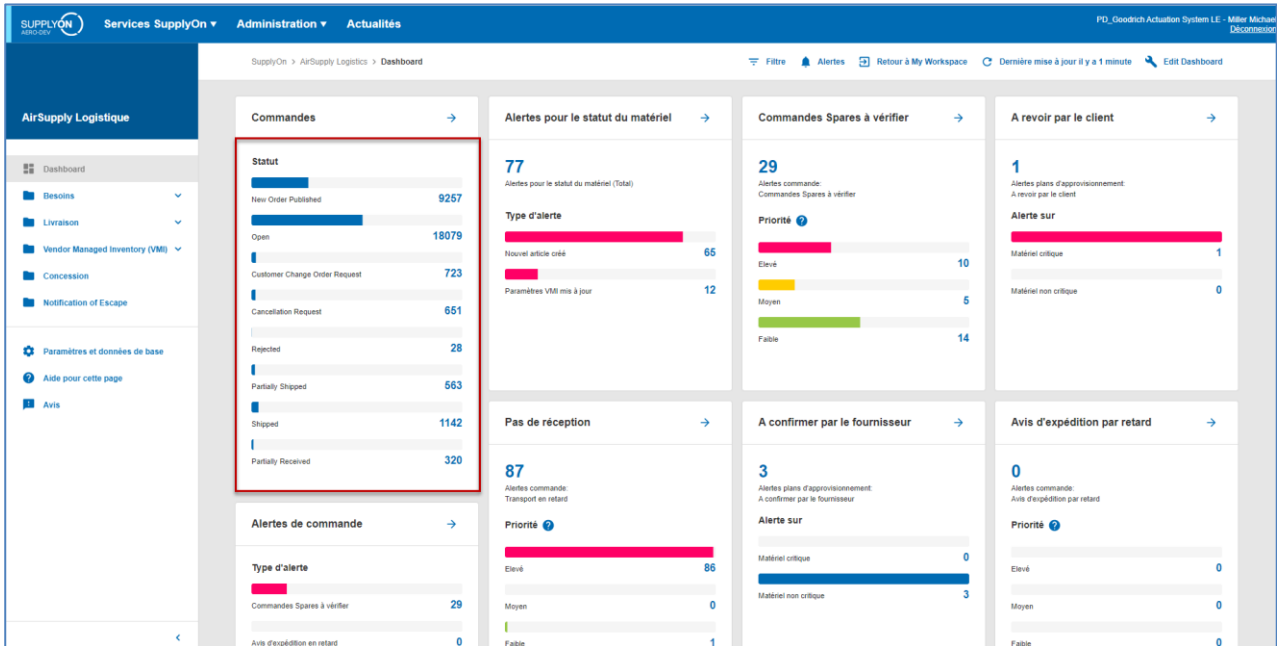 SUPPLYON
AERO-DEV
Services SupplyOn ▾
Administration ▾
Actualités
PD_Goodrich Actuation System LE - Miller Michael
Déconnexion
SupplyOn > AirSupply Logistics > Dashboard
Filtre
Alertes
Retour à My Workspace
Dernière mise à jour il y a 1 minute
Edit Dashboard
AirSupply Logistique
Dashboard
Besoins
Livraison
Vendor Managed Inventory (VMI)
Concession
Notification of Escape
Paramètres et données de base
Aide pour cette page
Avis
Commandes
Statut
New Order Published 9257
Open 18079
Customer Change Order Request 723
Cancellation Request 651
Rejected 28
Partially Shipped 563
Shipped 1142
Partially Received 320
Alertes de commande
Type d'alerte
Commandes Spares à vérifier 29
Avis d'expédition en retard 0
Alertes pour le statut du matériel
77
Alertes pour le statut du matériel (Total)
Type d'alerte
Nouvel article créé 65
Paramètres VMI mis à jour 12
Pas de réception
87
Alertes commande:
Transport en retard
Priorité ?
Elevé 86
Moyen 0
Faible 1
Commandes Spares à vérifier
29
Alertes commande:
Commandes Spares à vérifier
Priorité ?
Elevé 10
Moyen 5
Faible 14
A confirmer par le fournisseur
3
Alertes plans d'approvisionnement:
A confirmer par le fournisseur
Alerte sur
Matériel critique 0
Matériel non critique 3
A revoir par le client
1
Alertes plans d'approvisionnement:
A revoir par le client
Alerte sur
Matériel critique 1
Matériel non critique 0
Avis d'expédition par retard
0
Alertes commande:
Avis d'expédition par retard
Priorité ?
Elevé 0
Moyen 0
Faible 0